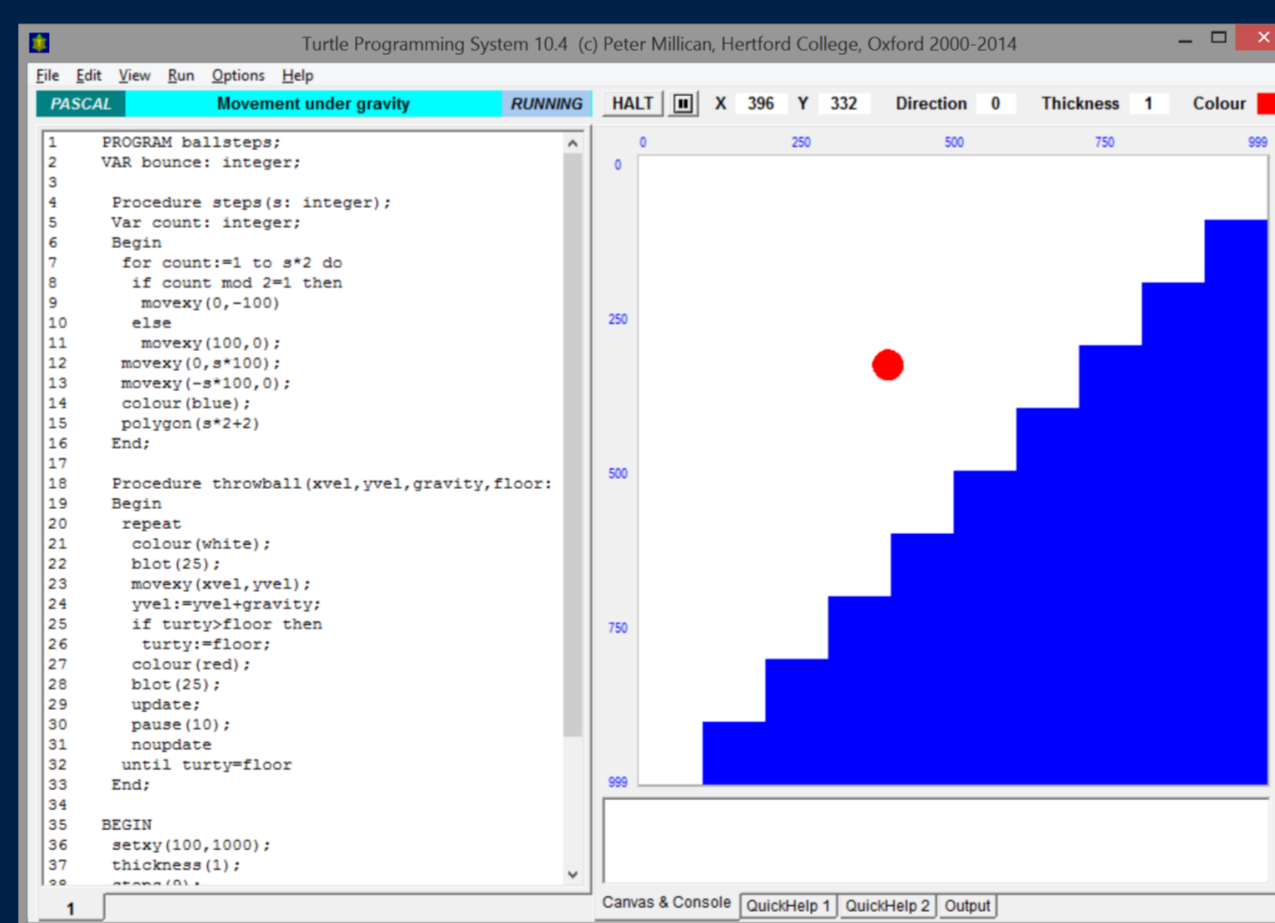 Turtle Programming System 10.4 (c) Peter Millican, Hertford College, Oxford 2000-2014
File Edit View Run Options Help
PASCAL Movement under gravity RUNNING HALT X 396 Y 332 Direction 0 Thickness 1 Colour
1 PROGRAM ballsteps;
2 VAR bounce: integer;
3
4 Procedure steps(s: integer);
5 Var count: integer;
6 Begin
7 for count:=1 to s*2 do
8 if count mod 2=1 then
9 movexy(0,-100)
10 else
11 movexy(100,0);
12 movexy(0,s*100);
13 movexy(-s*100,0);
14 colour(blue);
15 polygon(s*2+2)
16 End;
17
18 Procedure throwball(xvel,yvel,gravity,floor:
19 Begin
20 repeat
21 colour(white);
22 blot(25);
23 movexy(xvel,yvel);
24 yvel:=yvel+gravity;
25 if turty>floor then
26 turty:=floor;
27 colour(red);
28 blot(25);
29 update;
30 pause(10);
31 noupdate
32 until turty=floor
33 End;
34
35 BEGIN
36 setxy(100,1000);
37 thickness(1);
1
0 250 500 750 999
0
250
500
750
999
Canvas & Console QuickHelp 1 QuickHelp 2 Output